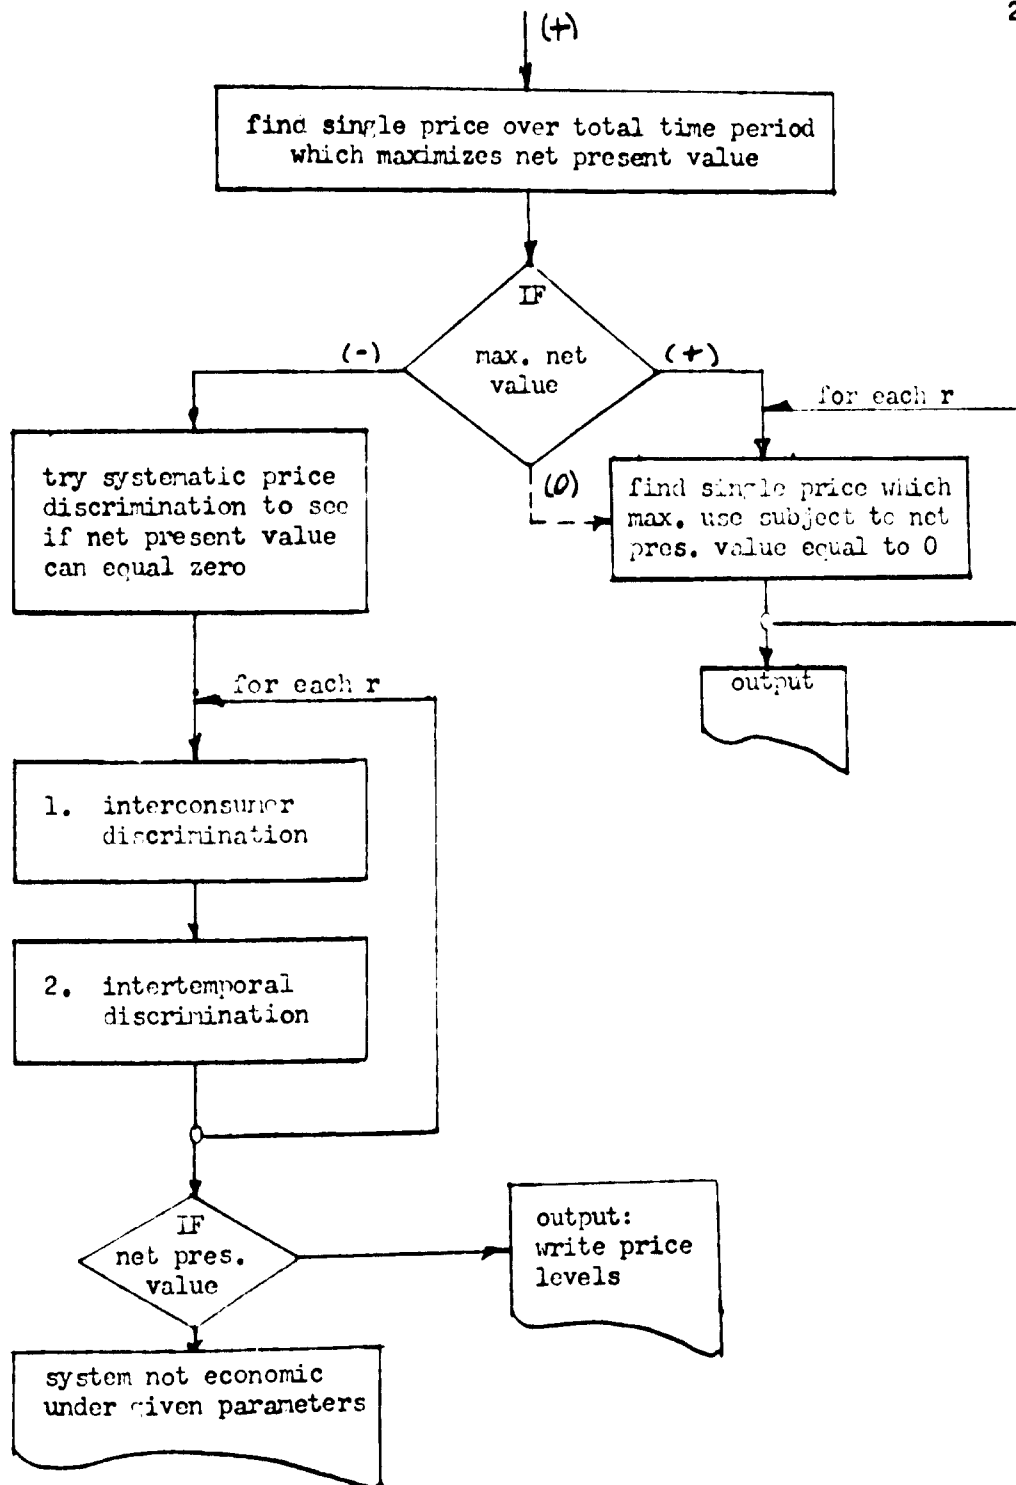 2
(+)
find single price over total time period
which maximizes net present value
IF
max. net
value
(-)
(+)
(0)
for each r
try systematic price
discrimination to see
if net present value
can equal zero
find single price which
max. use subject to net
pres. value equal to 0
output
for each r
1. interconsumer
discrimination
2. intertemporal
discrimination
IF
net pres.
value
output:
write price
levels
system not economic
under given parameters